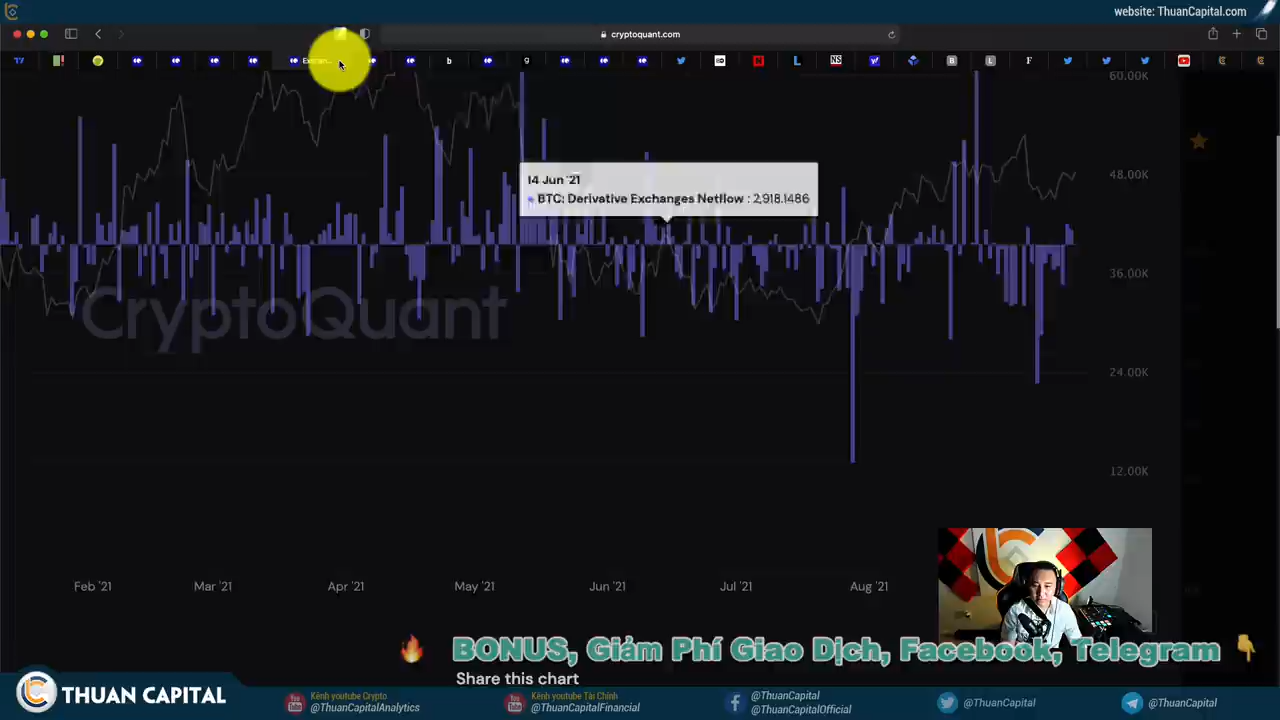 website: ThuanCapital.com
cryptoquant.com
Exchan...
60.00K
14 Jun '21
BTC: Derivative Exchanges Netflow : 2,918.1486
48.00K
36.00K
CryptoQuant
24.00K
12.00K
Feb '21
Mar '21
Apr '21
May '21
Jun '21
Jul '21
Aug '21
BONUS, Giảm Phí Giao Dịch, Facebook, Telegram
Share this chart
THUAN CAPITAL
Kênh youtube Crypto
@ThuanCapitalAnalytics
Kênh youtube Tài Chính
@ThuanCapitalFinancial
@ThuanCapital
@ThuanCapitalOfficial
@ThuanCapital
@ThuanCapital